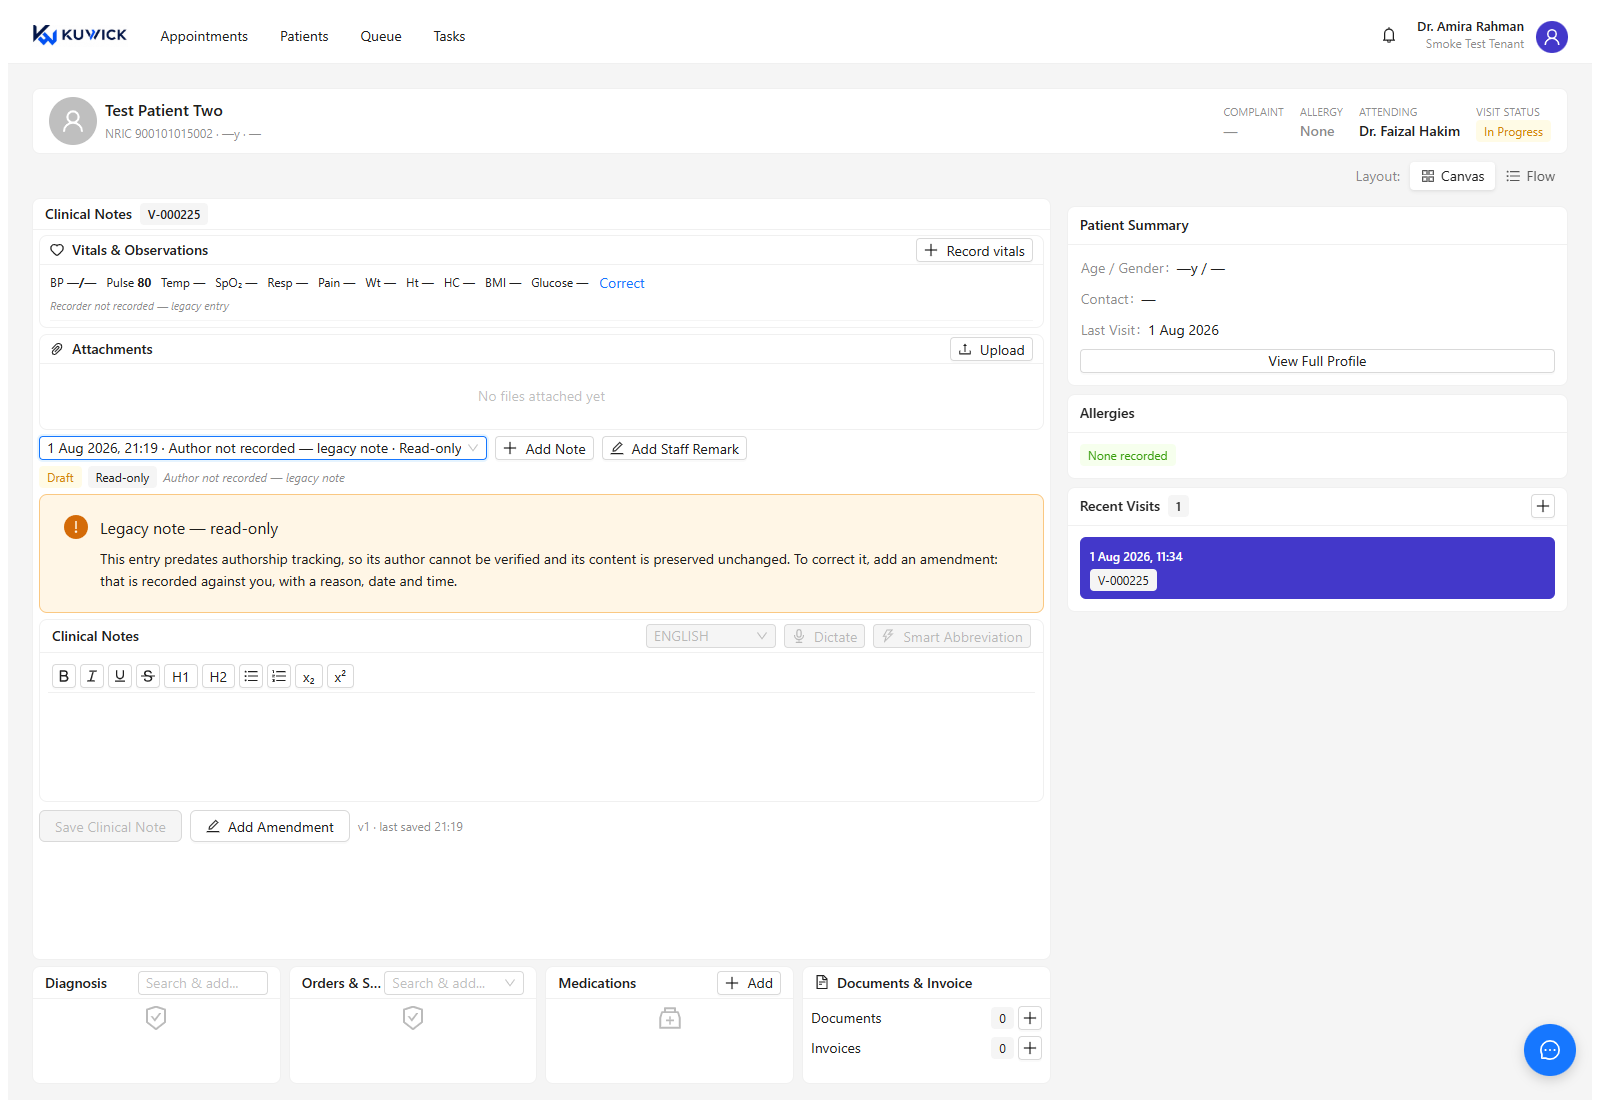 KUWICK
Appointments Patients Queue Tasks
Dr. Amira Rahman
Smoke Test Tenant
Test Patient Two
NRIC 900101015002 · —y · —
COMPLAINT
—
ALLERGY
None
ATTENDING
Dr. Faizal Hakim
VISIT STATUS
In Progress
Layout: Canvas Flow
Clinical Notes V-000225
Vitals & Observations
Record vitals
BP —/— Pulse 80 Temp — SpO₂ — Resp — Pain — Wt — Ht — HC — BMI — Glucose — Correct
Recorder not recorded — legacy entry
Attachments
Upload
No files attached yet
1 Aug 2026, 21:19 · Author not recorded — legacy note · Read-only
Add Note
Add Staff Remark
Draft Read-only Author not recorded — legacy note
Legacy note — read-only
This entry predates authorship tracking, so its author cannot be verified and its content is preserved unchanged. To correct it, add an amendment:
that is recorded against you, with a reason, date and time.
Clinical Notes
ENGLISH
Dictate
Smart Abbreviation
B I U S H1 H2 x₂ x²
Save Clinical Note
Add Amendment
v1 · last saved 21:19
Diagnosis
Search & add...
Orders & S...
Search & add...
Medications
Add
Documents & Invoice
Documents 0
Invoices 0
Patient Summary
Age / Gender: —y / —
Contact: —
Last Visit: 1 Aug 2026
View Full Profile
Allergies
None recorded
Recent Visits 1
1 Aug 2026, 11:34
V-000225